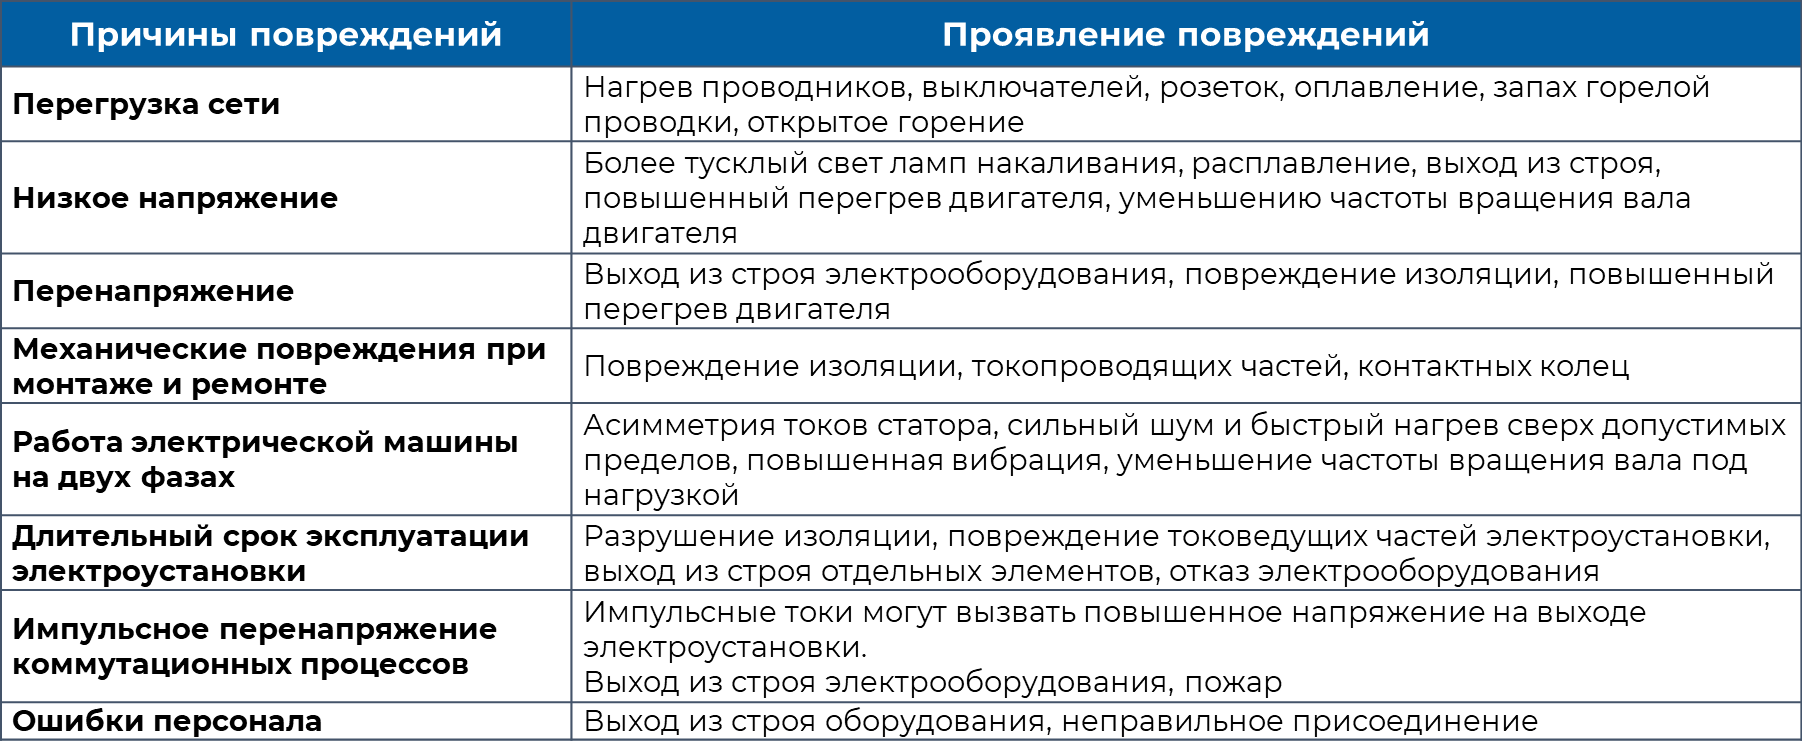 Причины повреждений
Проявление повреждений
Перегрузка сети
Нагрев проводников, выключателей, розеток, оплавление, запах горелой
проводки, открытое горение
Низкое напряжение
Более тусклый свет ламп накаливания, расплавление, выход из строя,
повышенный перегрев двигателя, уменьшению частоты вращения вала
двигателя
Перенапряжение
Выход из строя электрооборудования, повреждение изоляции, повышенный
перегрев двигателя
Механические повреждения при
монтаже и ремонте
Повреждение изоляции, токопроводящих частей, контактных колец
Работа электрической машины
на двух фазах
Асимметрия токов статора, сильный шум и быстрый нагрев сверх допустимых
пределов, повышенная вибрация, уменьшение частоты вращения вала под
нагрузкой
Длительный срок эксплуатации
электроустановки
Разрушение изоляции, повреждение токоведущих частей электроустановки,
выход из строя отдельных элементов, отказ электрооборудования
Импульсное перенапряжение
коммутационных процессов
Импульсные токи могут вызвать повышенное напряжение на выходе
электроустановки.
Выход из строя электрооборудования, пожар
Ошибки персонала
Выход из строя оборудования, неправильное присоединение